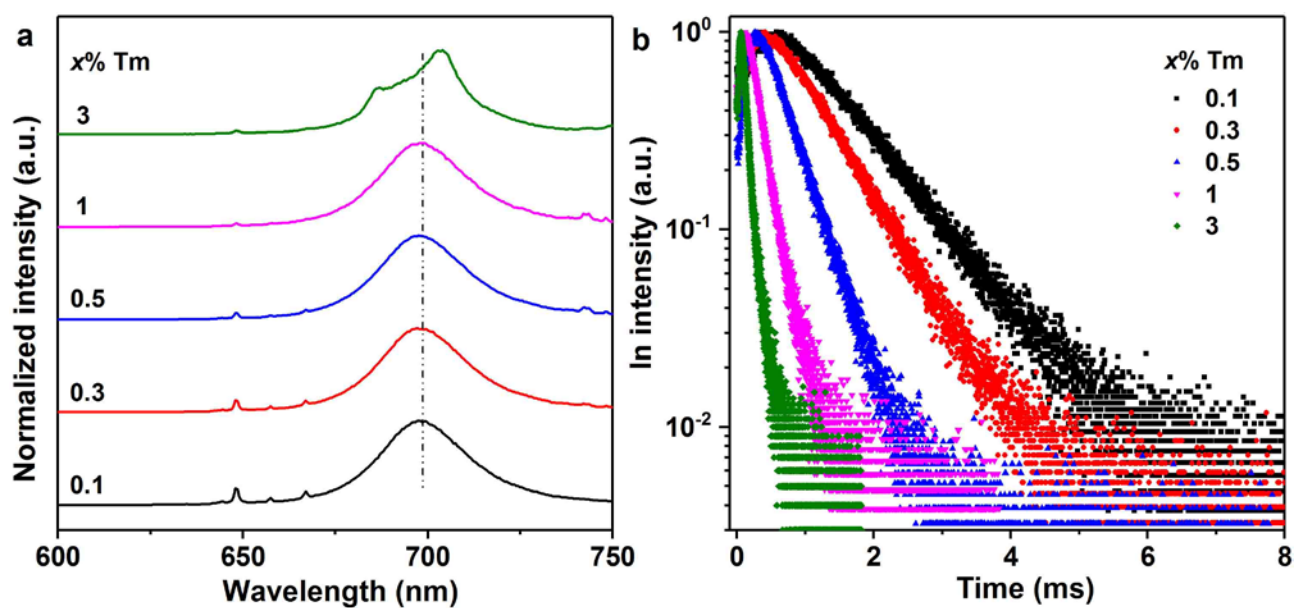 a
x% Tm
3
1
0.5
0.3
0.1
Normalized intensity (a.u.)
600
650
700
750
Wavelength (nm)
b
x% Tm
0.1
0.3
0.5
1
3
10⁰
10⁻¹
10⁻²
In intensity (a.u.)
0
2
4
6
8
Time (ms)